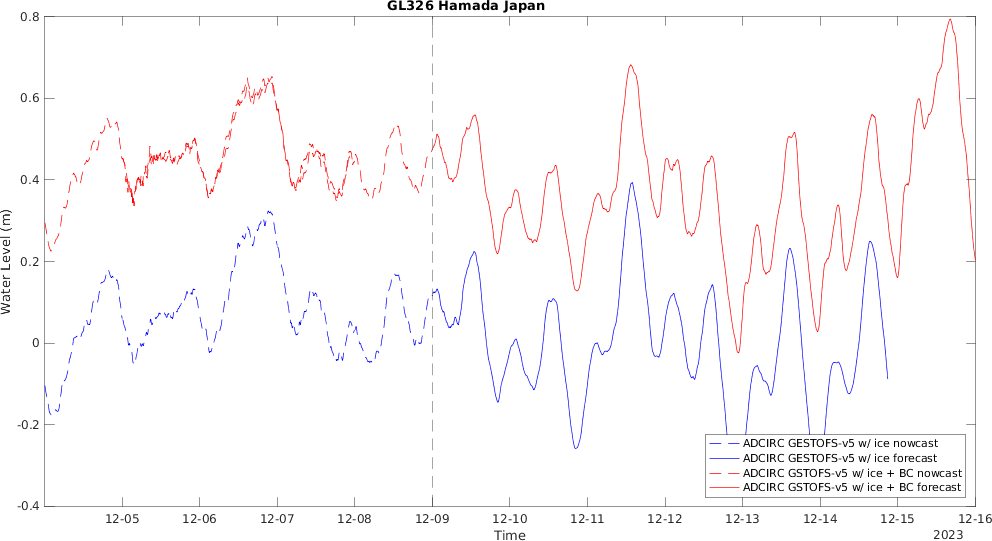 GL326 Hamada Japan
Water Level (m)
0.8
0.6
0.4
0.2
0
-0.2
-0.4
ADCIRC GESTOFS-v5 w/ ice nowcast
ADCIRC GESTOFS-v5 w/ ice forecast
ADCIRC GSTOFS-v5 w/ ice + BC nowcast
ADCIRC GSTOFS-v5 w/ ice + BC forecast
12-05 12-06 12-07 12-08 12-09 12-10 12-11 12-12 12-13 12-14 12-15 12-16
Time
2023